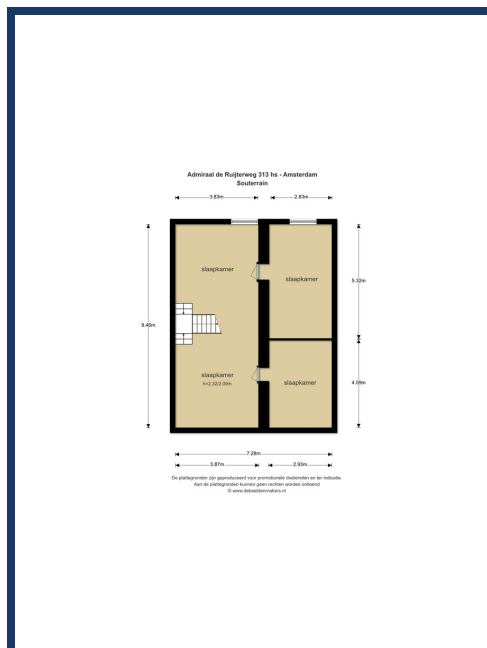 Admiraal de Ruijterweg 313 hs - Amsterdam
Souterrain
3.83m 2.83m
slaapkamer
slaapkamer
5.32m
9.46m
slaapkamer
h=2.32/2.09m
slaapkamer
4.09m
7.28m
3.87m 2.93m
De plattegronden zijn geproduceerd voor promotionele doeleinden en ter indicatie.
Aan de plattegronden kunnen geen rechten worden ontleend
© www.debeeldenmakers.nl